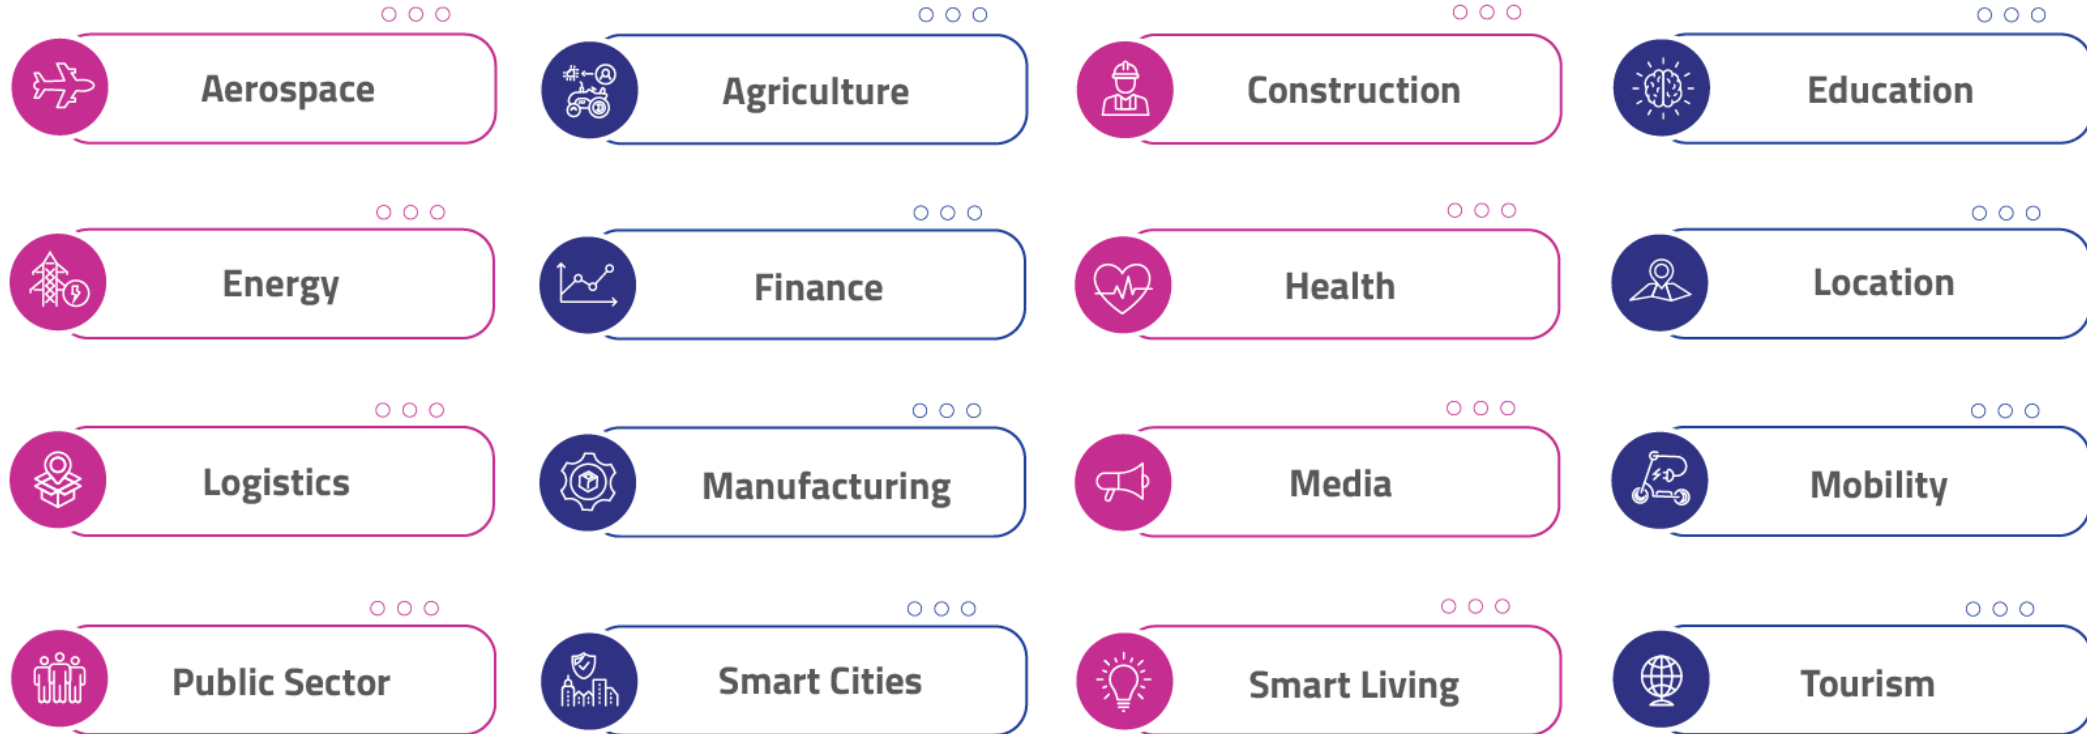 Aerospace
Agriculture
Construction
Education
Energy
Finance
Health
Location
Logistics
Manufacturing
Media
Mobility
Public Sector
Smart Cities
Smart Living
Tourism